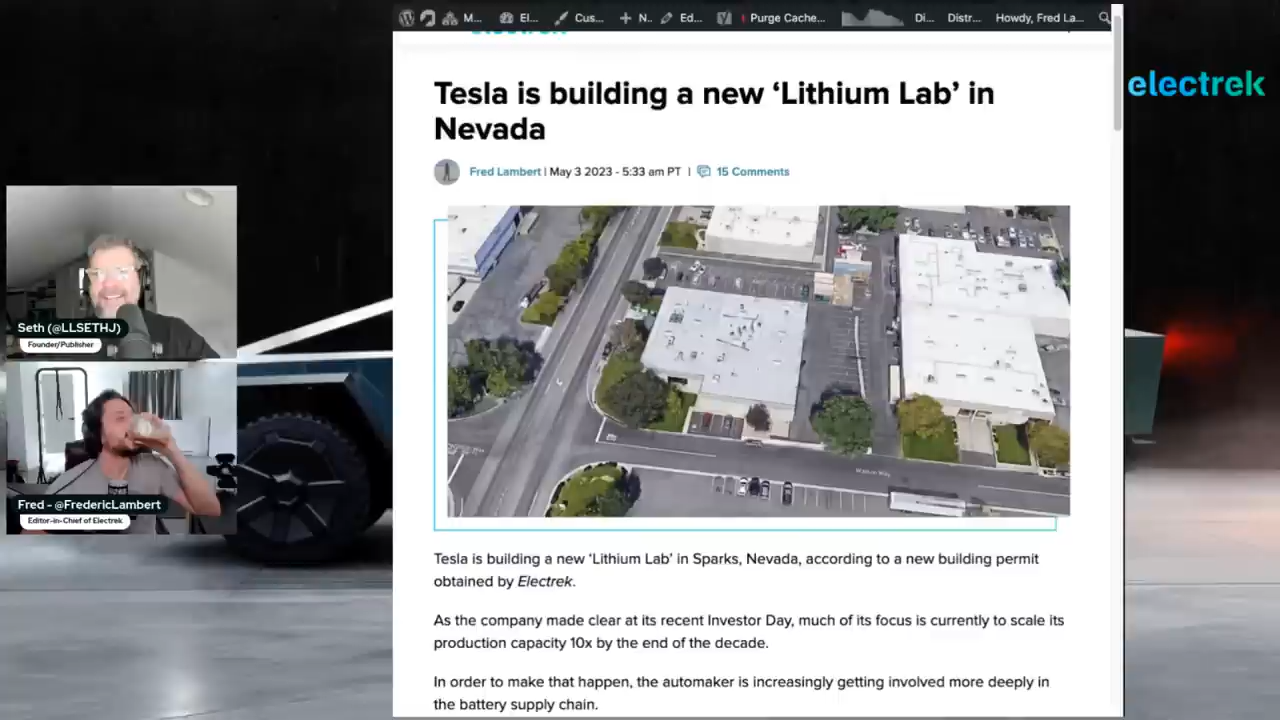 M...
El...
Cus...
N..
Ed...
Purge Cache...
Di...
Distr...
Howdy, Fred La...
electrek
Tesla is building a new ‘Lithium Lab’ in
Nevada
Fred Lambert | May 3 2023 - 5:33 am PT |
15 Comments
Seth (@LLSETHJ)
Founder/Publisher
Fred - @FredericLambert
Editor-in-Chief of Electrek
Tesla is building a new ‘Lithium Lab’ in Sparks, Nevada, according to a new building permit
obtained by Electrek.
As the company made clear at its recent Investor Day, much of its focus is currently to scale its
production capacity 10x by the end of the decade.
In order to make that happen, the automaker is increasingly getting involved more deeply in
the battery supply chain.